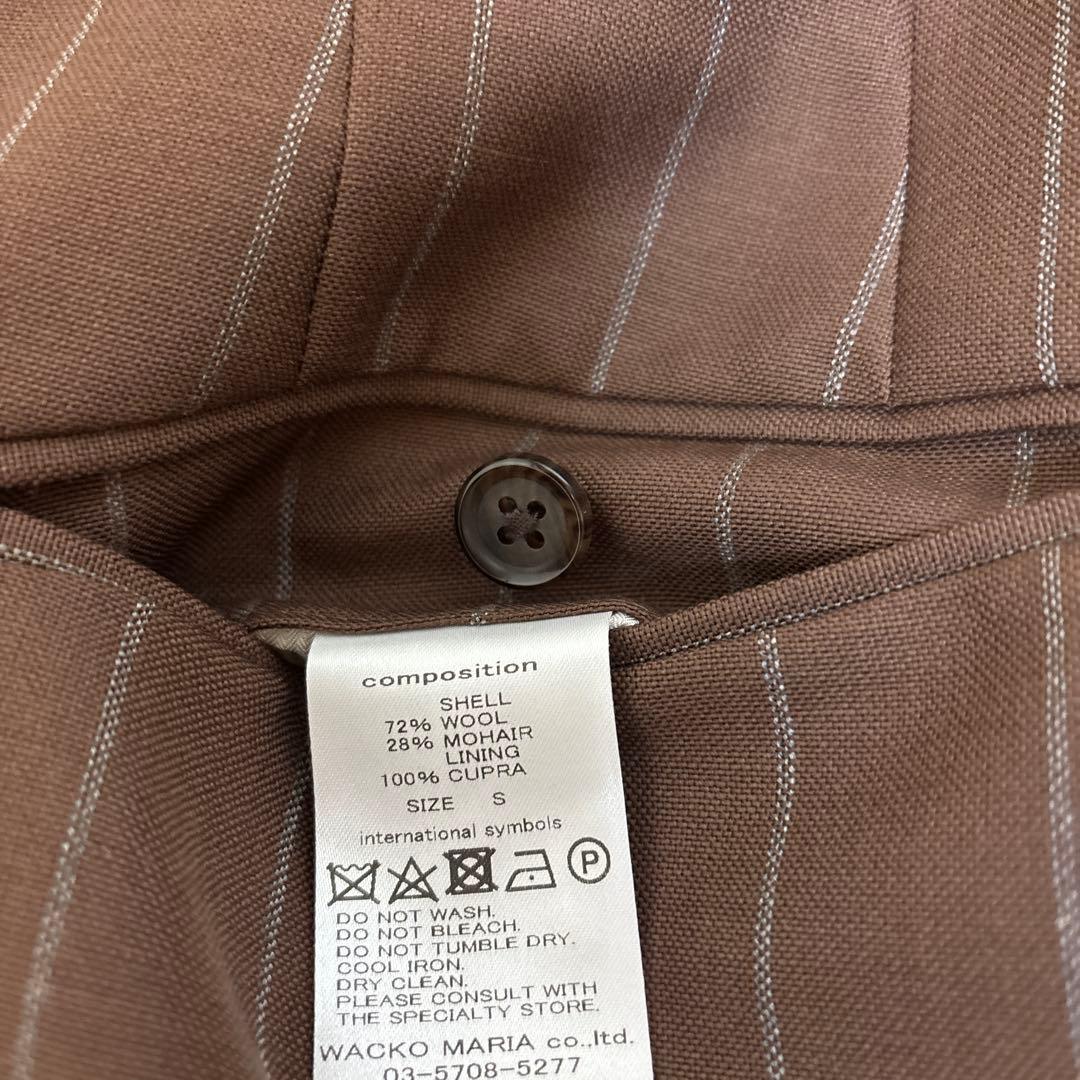 composition
SHELL
72% WOOL
28% MOHAIR
LINING
100% CUPRA
SIZE S
international symbols
P
DO NOT WASH.
DO NOT BLEACH.
DO NOT TUMBLE DRY.
COOL IRON.
DRY CLEAN.
PLEASE CONSULT WITH
THE SPECIALTY STORE.
WACKO MARIA co.,ltd.
03-5708-5277